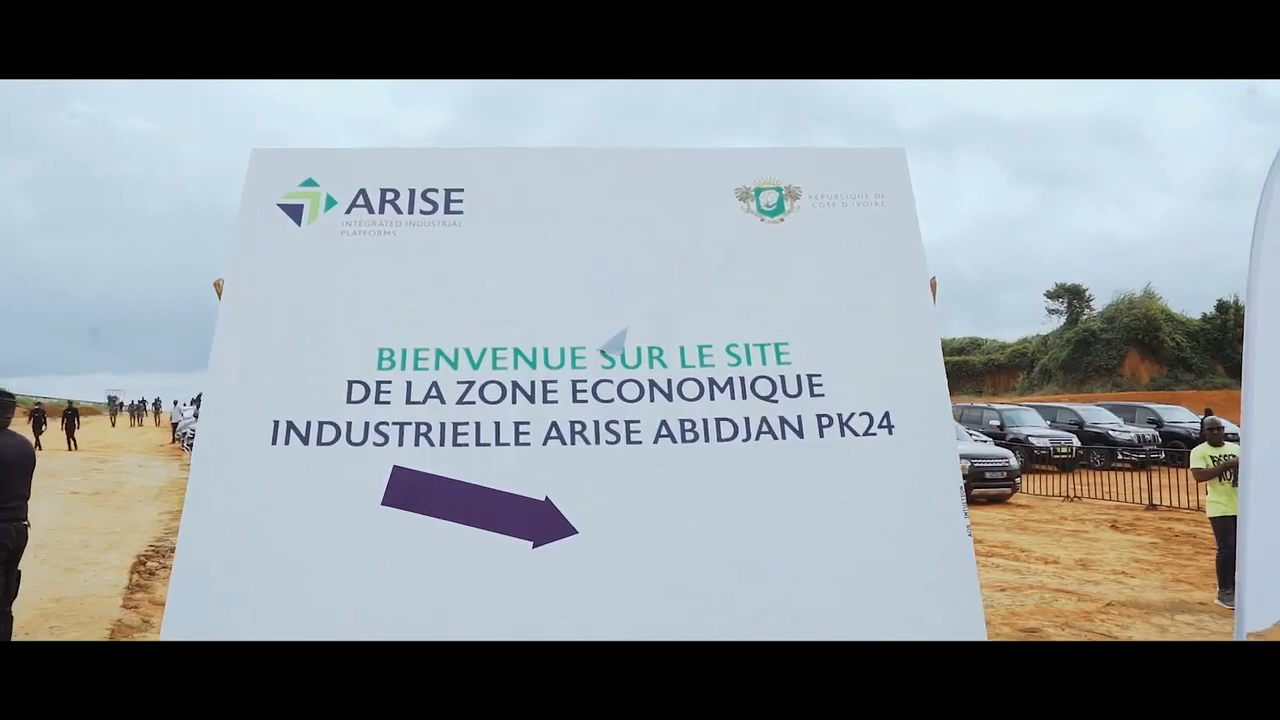 ARISE
INTEGRATED INDUSTRIAL
PLATFORMS
REPUBLIQUE DE
CÔTE D'IVOIRE
BIENVENUE SUR LE SITE
DE LA ZONE ECONOMIQUE
INDUSTRIELLE ARISE ABIDJAN PK24